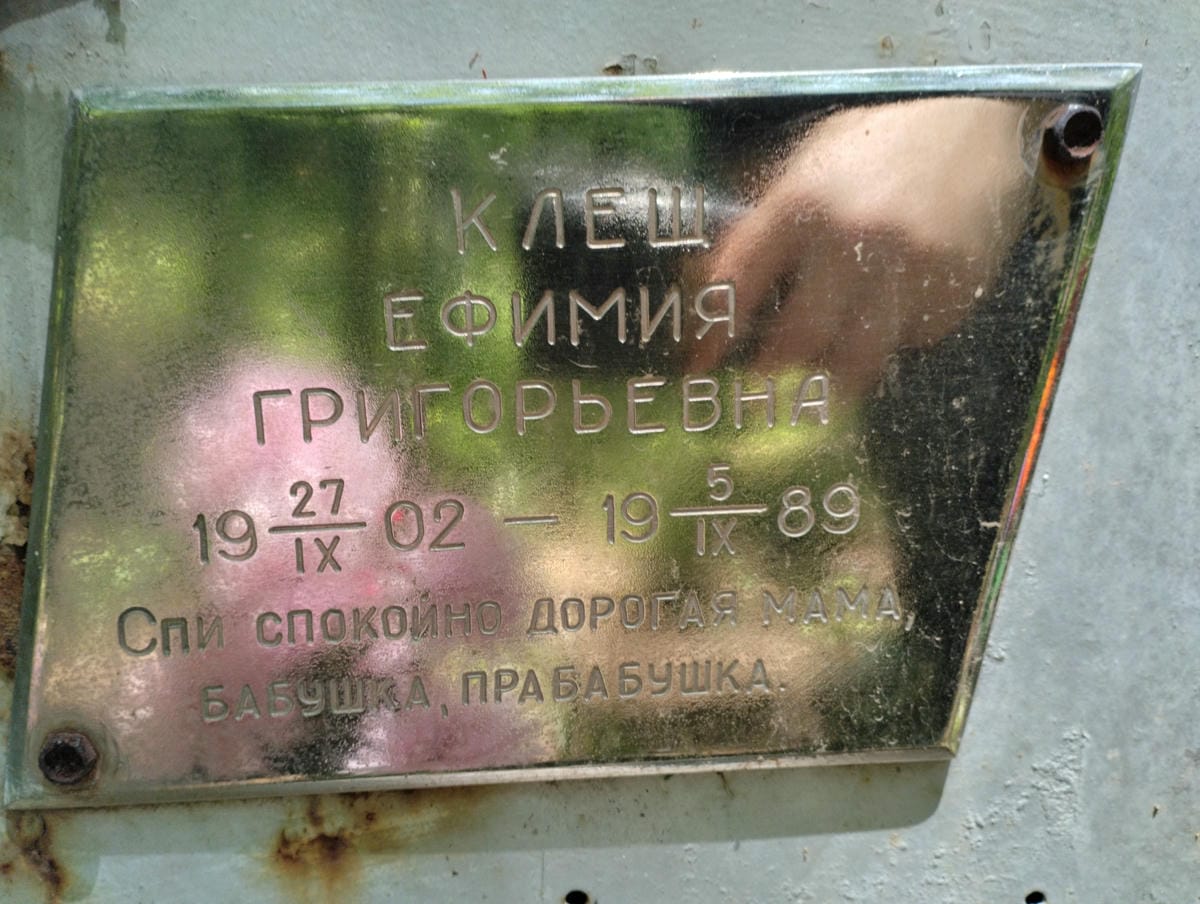 КЛЕЩ
ЕФИМИЯ
ГРИГОРЬЕВНА
19 27/IX 02 — 19 5/IX 89
Спи спокойно дорогая мама,
бабушка, прабабушка.